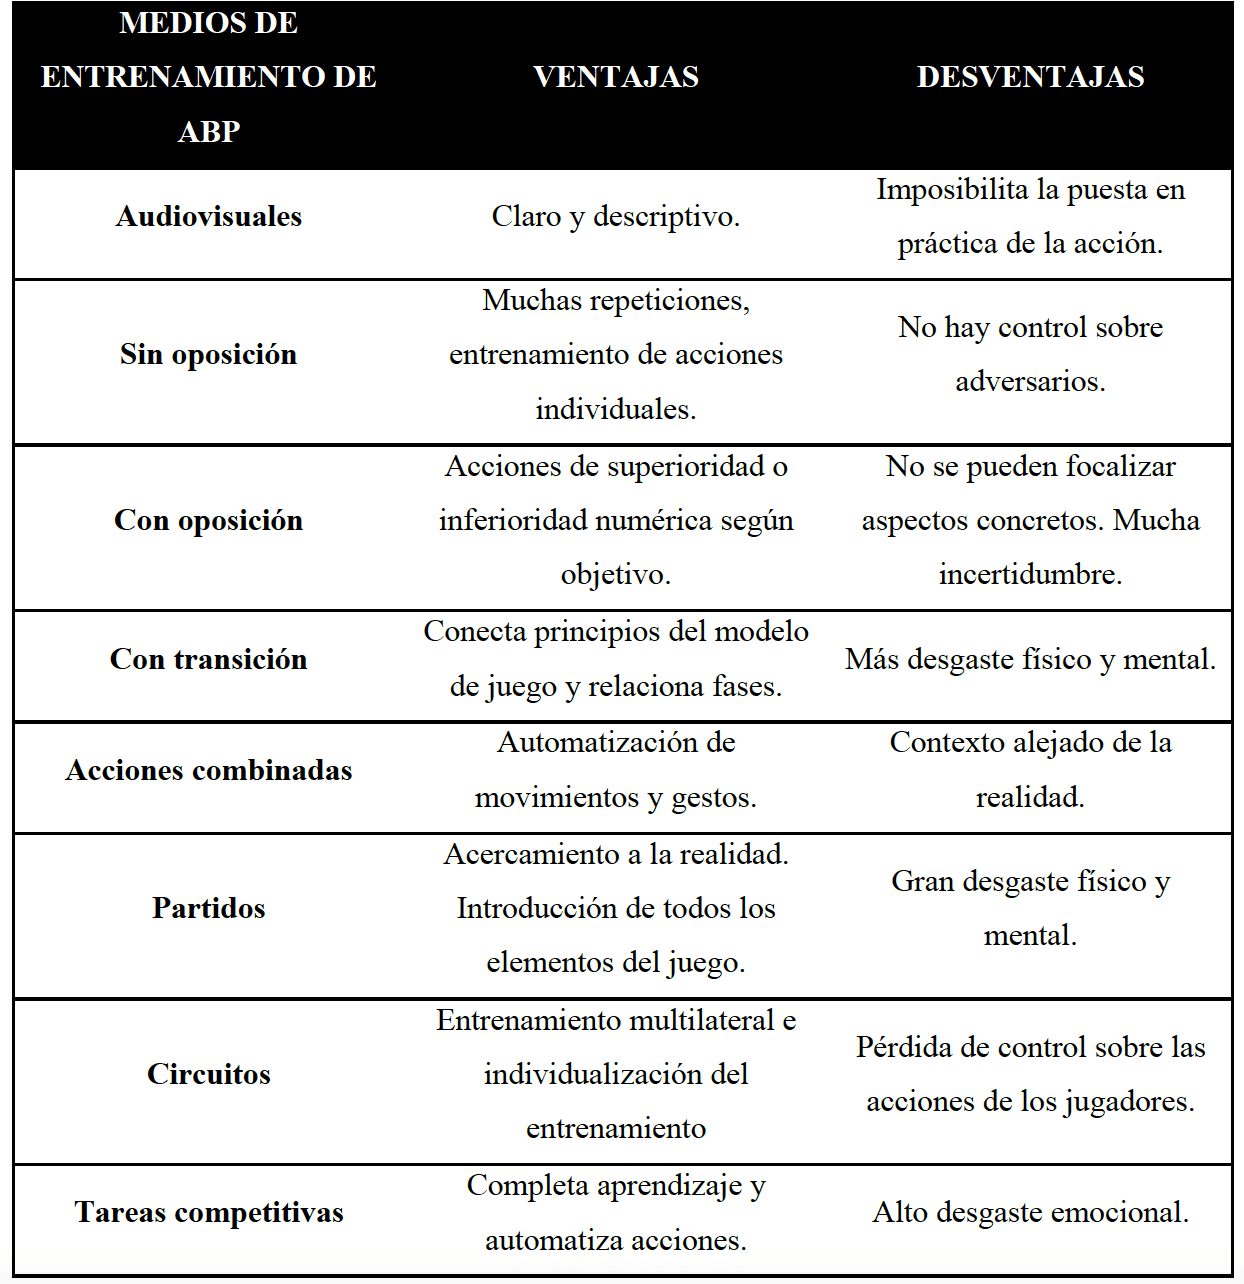 MEDIOS DE
ENTRENAMIENTO DE
ABP
VENTAJAS
DESVENTAJAS
Audiovisuales
Claro y descriptivo.
Imposibilita la puesta en
práctica de la acción.
Sin oposición
Muchas repeticiones,
entrenamiento de acciones
individuales.
No hay control sobre
adversarios.
Con oposición
Acciones de superioridad o
inferioridad numérica según
objetivo.
No se pueden focalizar
aspectos concretos. Mucha
incertidumbre.
Con transición
Conecta principios del modelo
de juego y relaciona fases.
Más desgaste físico y mental.
Acciones combinadas
Automatización de
movimientos y gestos.
Contexto alejado de la
realidad.
Partidos
Acercamiento a la realidad.
Introducción de todos los
elementos del juego.
Gran desgaste físico y
mental.
Circuitos
Entrenamiento multilateral e
individualización del
entrenamiento
Pérdida de control sobre las
acciones de los jugadores.
Tareas competitivas
Completa aprendizaje y
automatiza acciones.
Alto desgaste emocional.